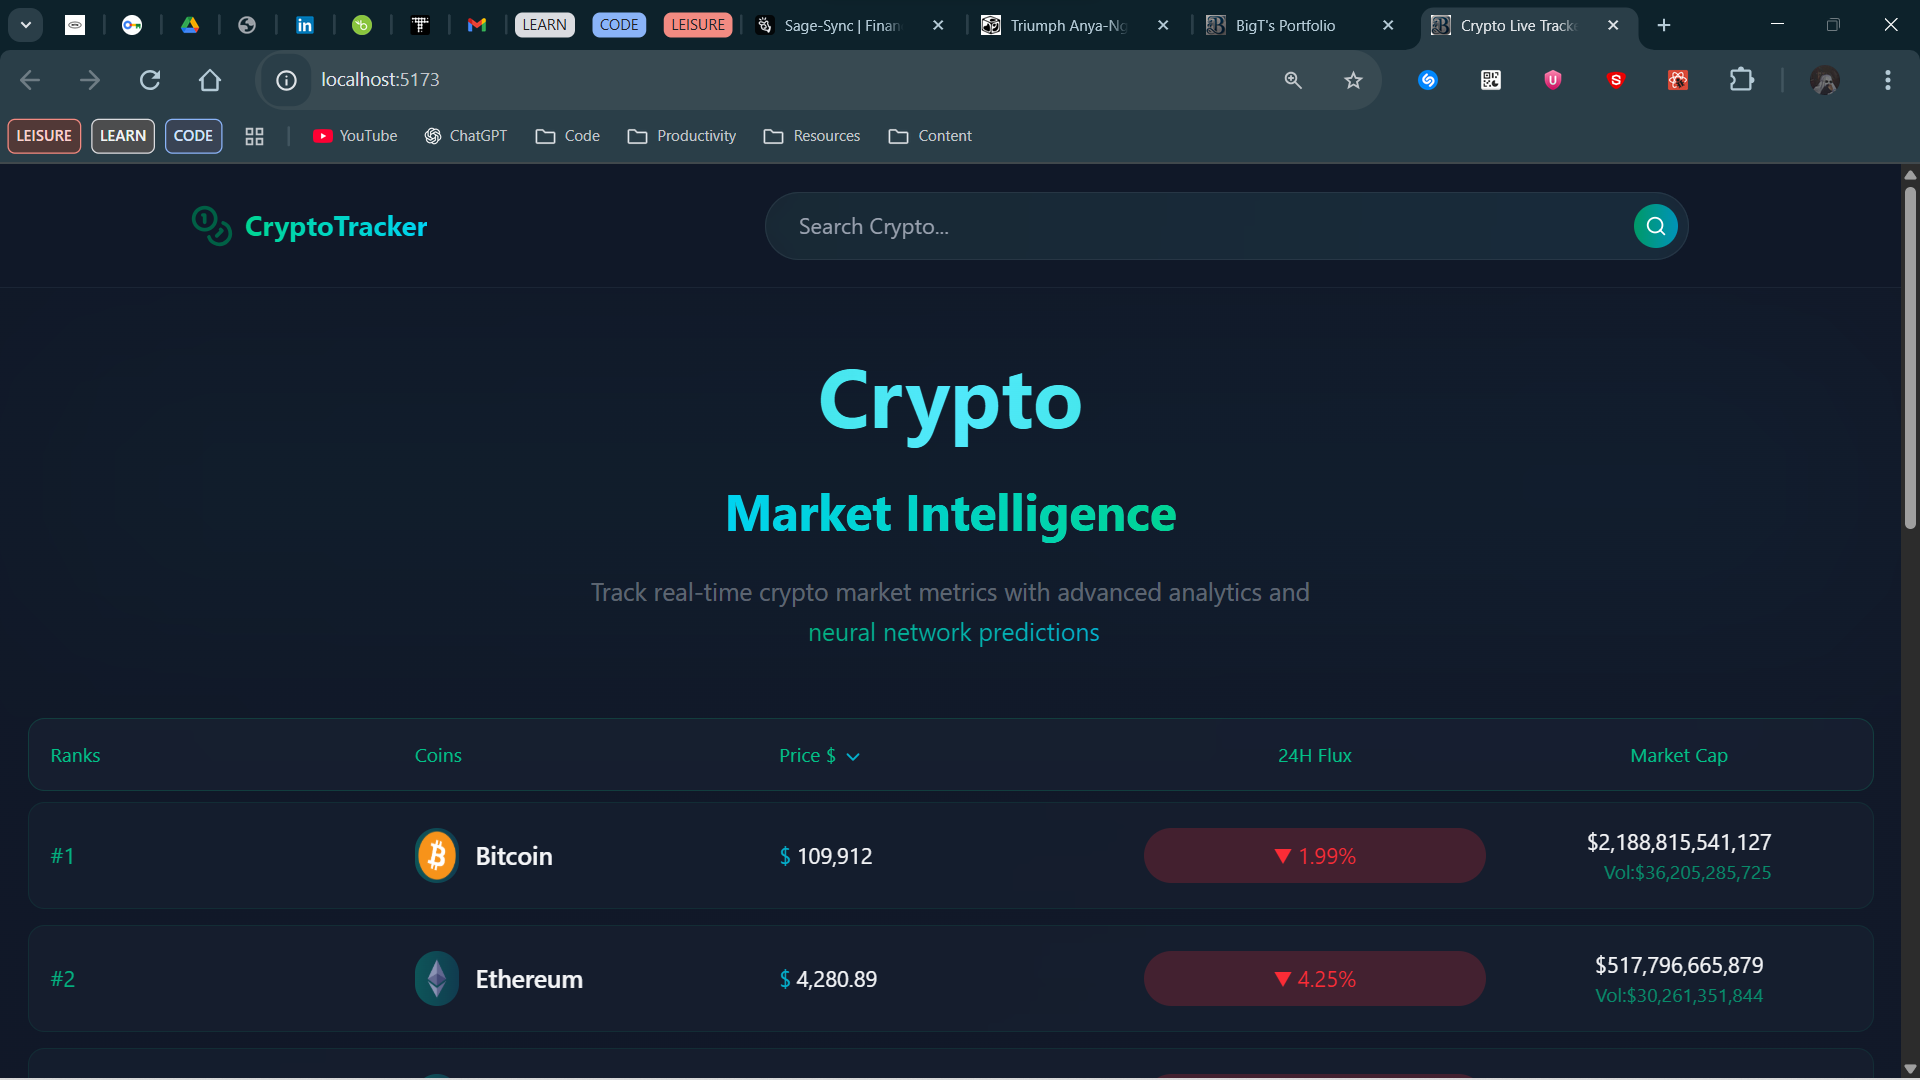 LEARN CODE LEISURE Sage-Sync | Finan Triumph Anya-Ng BigT's Portfolio Crypto Live Tracke
localhost:5173
LEISURE LEARN CODE YouTube ChatGPT Code Productivity Resources Content
CryptoTracker Search Crypto...
Crypto
Market Intelligence
Track real-time crypto market metrics with advanced analytics and
neural network predictions
Ranks Coins Price $ 24H Flux Market Cap
#1 Bitcoin $ 109,912 ▼ 1.99% $2,188,815,541,127
Vol:$36,205,285,725
#2 Ethereum $ 4,280.89 ▼ 4.25% $517,796,665,879
Vol:$30,261,351,844